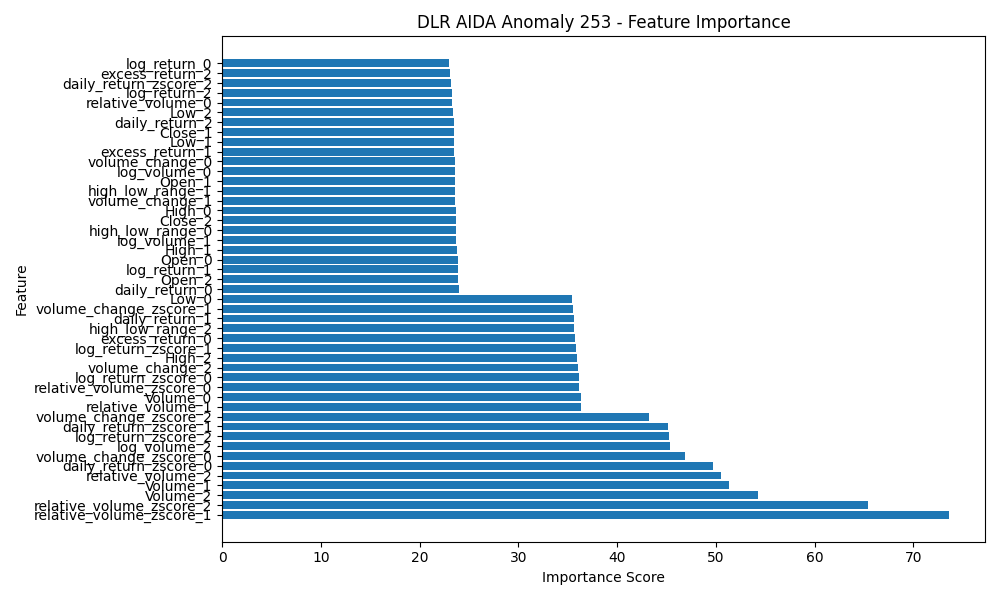 DLR AIDA Anomaly 253 - Feature Importance
log_return_0
excess_return_2
daily_return_zscore_2
log_return_2
relative_volume_0
Low_2
daily_return_2
Close_1
Low_1
excess_return_1
volume_change_0
log_volume_0
Open_1
high_low_range_1
volume_change_1
High_0
Close_2
high_low_range_0
log_volume_1
High_1
Open_0
log_return_1
Open_2
daily_return_0
Low_0
volume_change_zscore_1
daily_return_1
high_low_range_2
excess_return_0
log_return_zscore_1
High_2
volume_change_2
log_return_zscore_0
relative_volume_zscore_0
Volume_0
relative_volume_1
volume_change_zscore_2
daily_return_zscore_1
log_return_zscore_2
log_volume_2
volume_change_zscore_0
daily_return_zscore_0
relative_volume_2
Volume_1
Volume_2
relative_volume_zscore_2
relative_volume_zscore_1
Feature
0 10 20 30 40 50 60 70
Importance Score